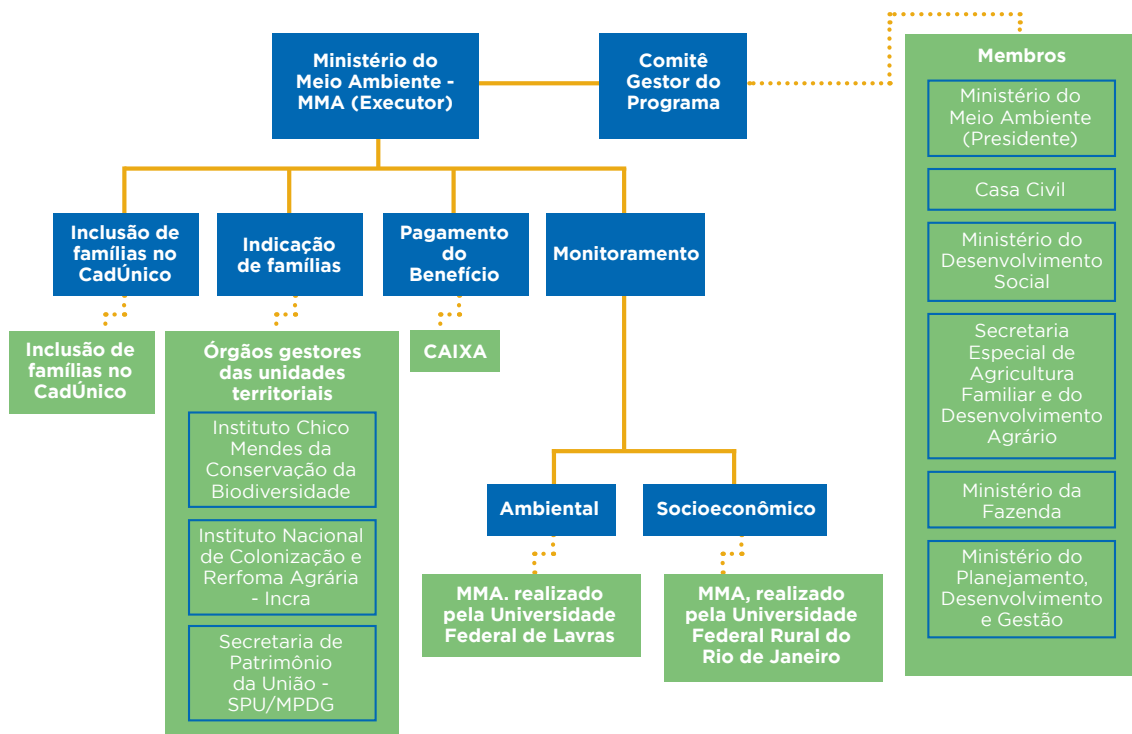 Ministério do
Meio Ambiente -
MMA (Executor)
Comitê
Gestor do
Programa
Membros
Ministério do
Meio Ambiente
(Presidente)
Casa Civil
Ministério do
Desenvolvimento
Social
Secretaria
Especial de
Agricultura
Familiar e do
Desenvolvimento
Agrário
Ministério da
Fazenda
Ministério do
Planejamento,
Desenvolvimento
e Gestão
Inclusão de
famílias no
CadÚnico
Indicação
de famílias
Pagamento
do
Benefício
Monitoramento
Inclusão de
famílias no
CadÚnico
Órgãos gestores
das unidades
territoriais
Instituto Chico
Mendes da
Conservação da
Biodiversidade
Instituto Nacional
de Colonização e
Rerfoma Agrária
- Incra
Secretaria de
Patrimônio
da União -
SPU/MPDG
CAIXA
Ambiental
Socioeconômico
MMA. realizado
pela Universidade
Federal de Lavras
MMA, realizado
pela Universidade
Federal Rural do
Rio de Janeiro